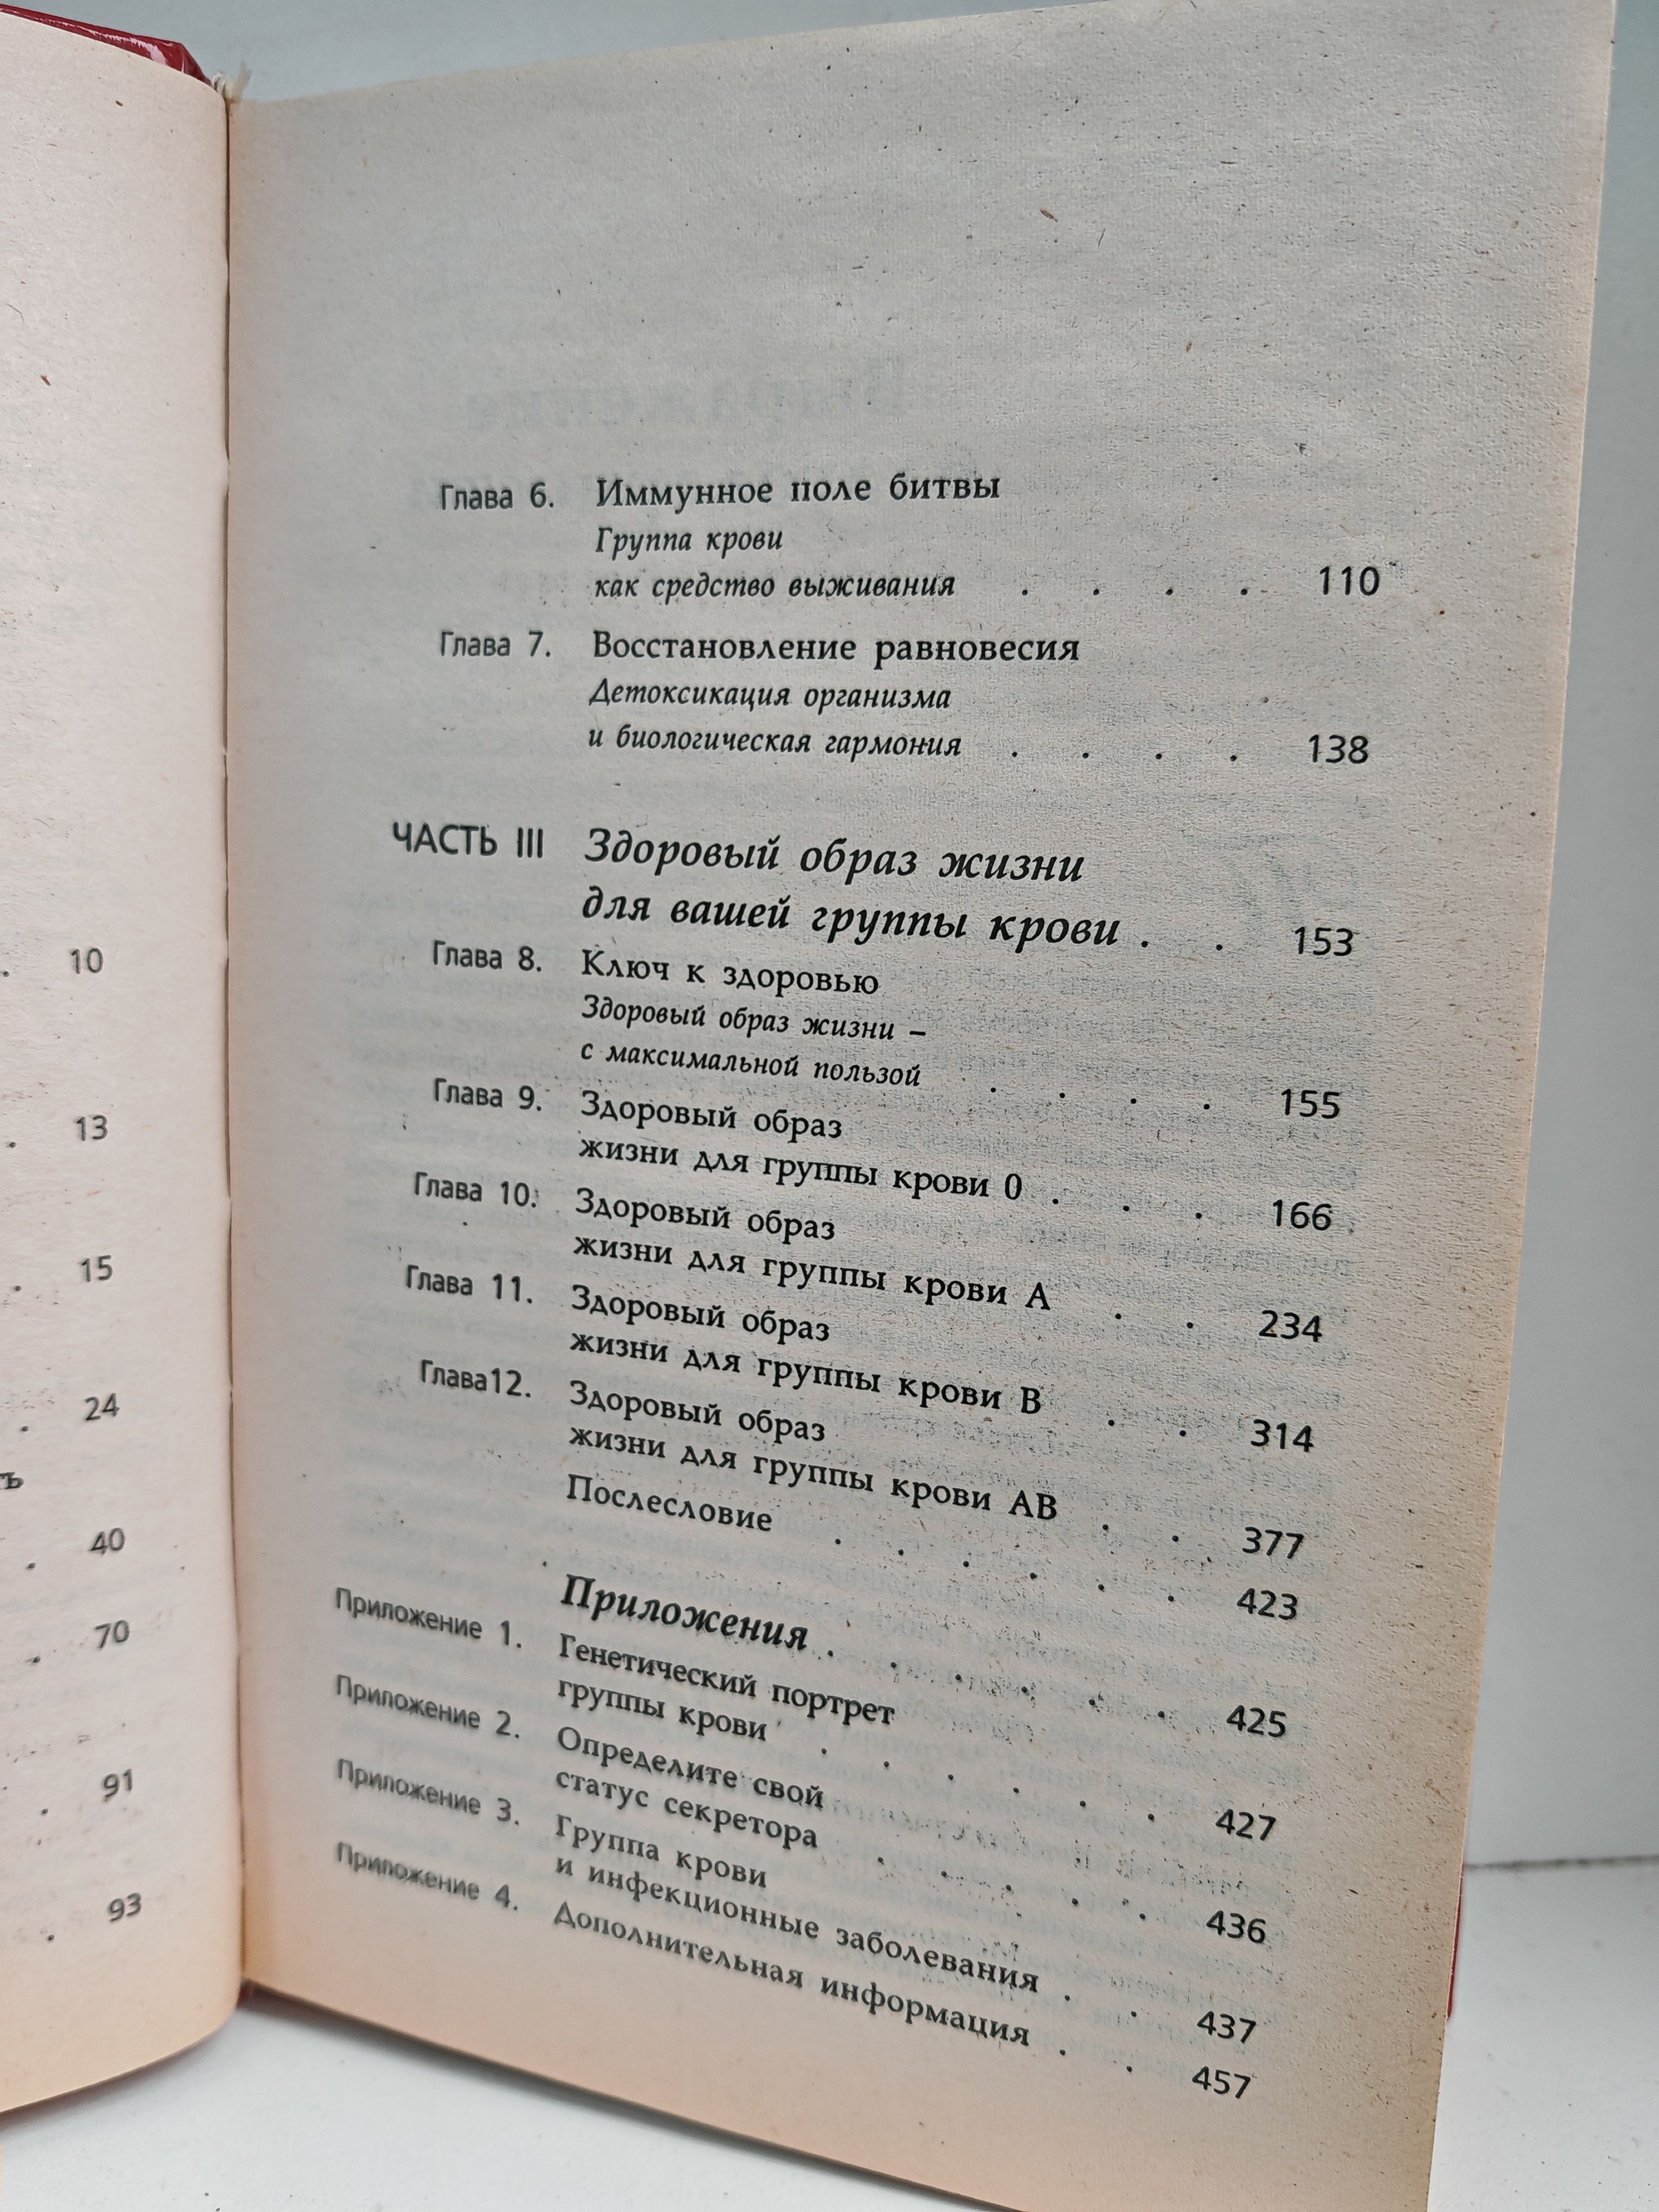 10
13
15
24
ть
40
70
91
93
Глава 6. Иммунное поле битвы
Группа крови
как средство выживания . . . . 110
Глава 7. Восстановление равновесия
Детоксикация организма
и биологическая гармония . . . . 138
ЧАСТЬ III Здоровый образ жизни
для вашей группы крови . . 153
Глава 8. Ключ к здоровью
Здоровый образ жизни –
с максимальной пользой . . . . 155
Глава 9. Здоровый образ
жизни для группы крови 0 . . . 166
Глава 10. Здоровый образ
жизни для группы крови А . . 234
Глава 11. Здоровый образ
жизни для группы крови В . . 314
Глава12. Здоровый образ
жизни для группы крови АВ . . 377
Послесловие . . . . . . 423
Приложения . . . . . . 425
Приложение 1. Генетический портрет
группы крови . . . . . . 427
Приложение 2. Определите свой
статус секретора . . . . . 436
Приложение 3. Группа крови
и инфекционные заболевания . . 437
Приложение 4. Дополнительная информация . . 457